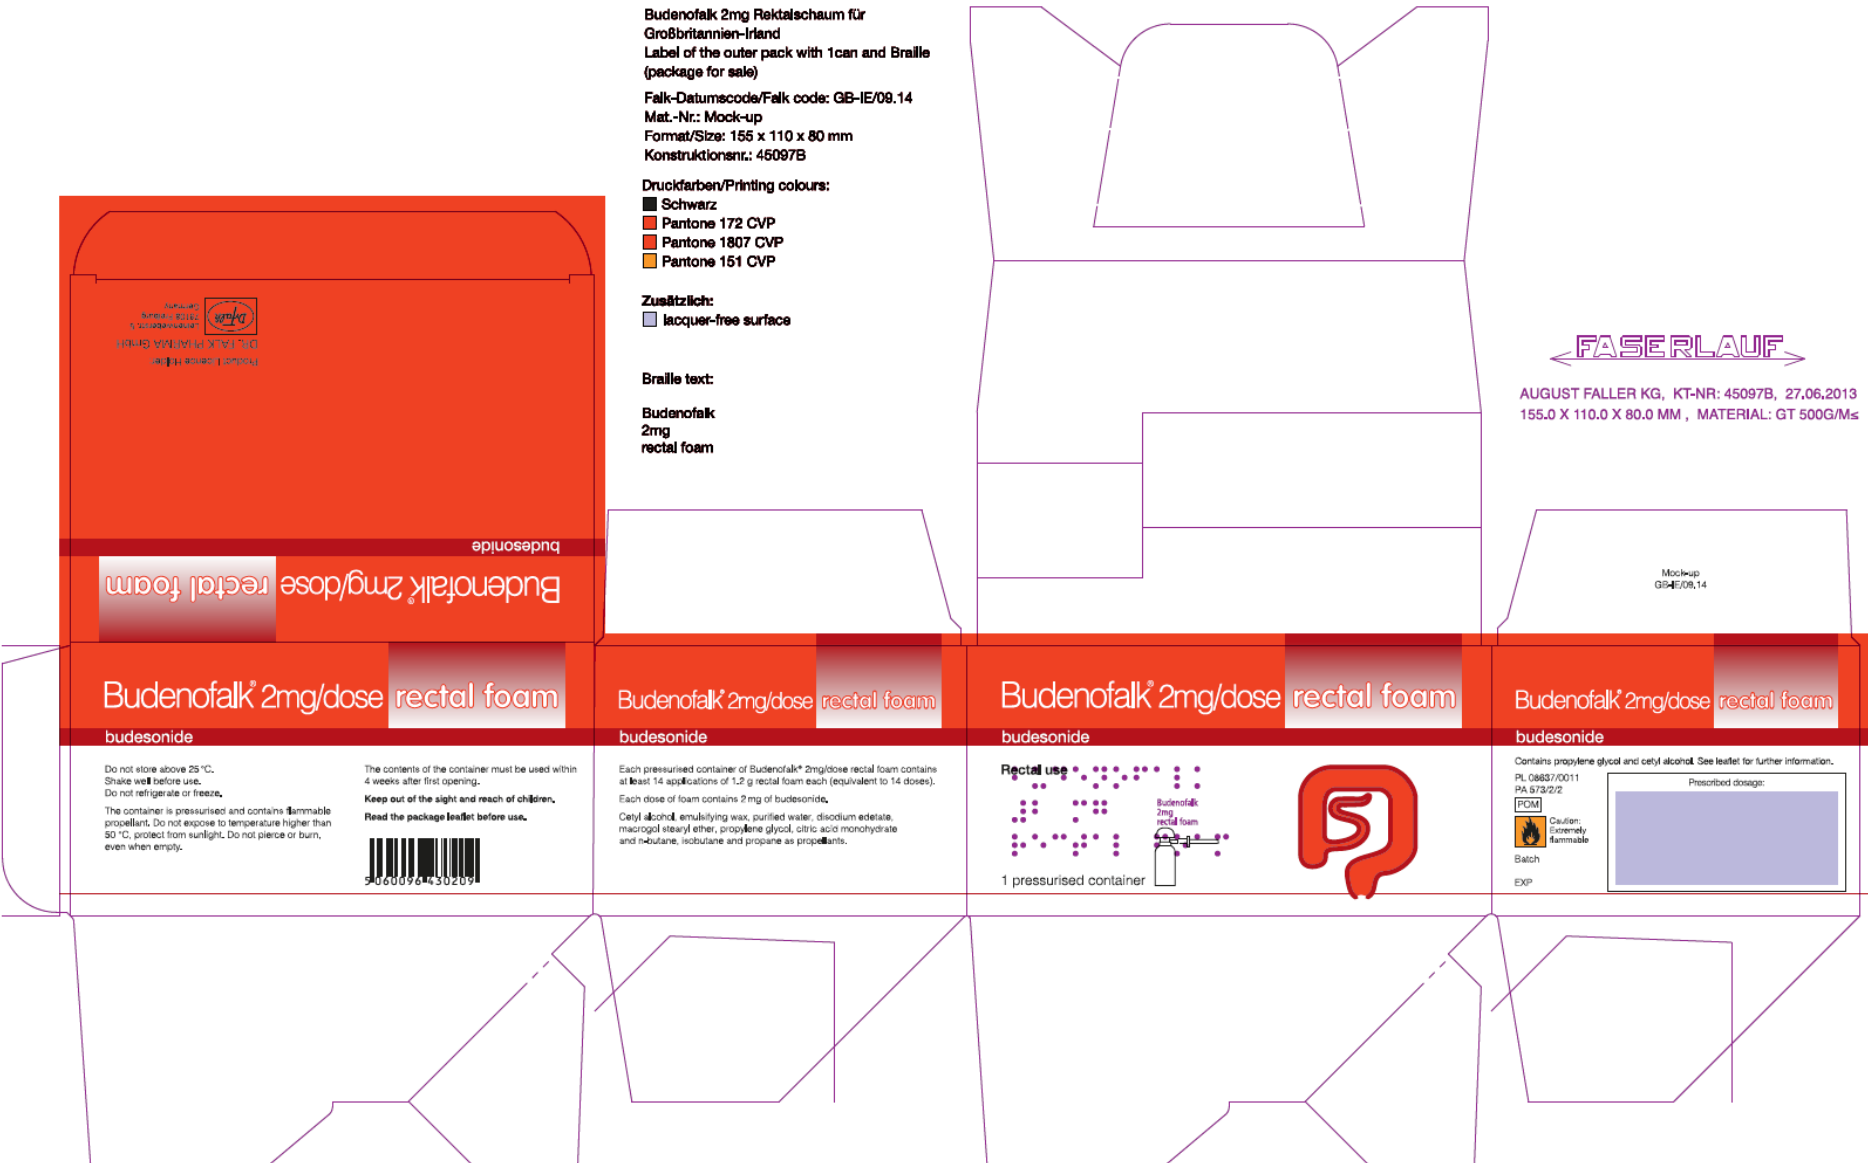 Budenofalk 2mg Rektalschaum für
Großbritannien-Irland
Label of the outer pack with 1can and Braille
(package for sale)
Falk-Datumscode/Falk code: GB-IE/09.14
Mat.-Nr.: Mock-up
Format/Size: 155 x 110 x 80 mm
Konstruktionsnr.: 45097B
Druckfarben/Printing colours:
Schwarz
Pantone 172 CVP
Pantone 1807 CVP
Pantone 151 CVP
Zusätzlich:
lacquer-free surface
Braille text:
Budenofalk
2mg
rectal foam
FASERLAUF
AUGUST FALLER KG, KT-NR: 45097B, 27.06.2013
155.0 X 110.0 X 80.0 MM , MATERIAL: GT 500G/M≤
Mock-up
GB-IE/09.14
Product Licence Holder
DR. FALK PHARMA GmbH
Leinenweberstr. 5
79108 Freiburg
Germany
Dr Falk
Budenofalk® 2mg/dose rectal foam
budesonide
Budenofalk® 2mg/dose rectal foam
budesonide
Do not store above 25 °C.
Shake well before use.
Do not refrigerate or freeze.
The container is pressurised and contains flammable
propellant. Do not expose to temperature higher than
50 °C, protect from sunlight. Do not pierce or burn,
even when empty.
The contents of the container must be used within
4 weeks after first opening.
Keep out of the sight and reach of children.
Read the package leaflet before use.
5 060096 430209
Budenofalk® 2mg/dose rectal foam
budesonide
Each pressurised container of Budenofalk® 2mg/dose rectal foam contains
at least 14 applications of 1.2 g rectal foam each (equivalent to 14 doses).
Each dose of foam contains 2 mg of budesonide.
Cetyl alcohol, emulsifying wax, purified water, disodium edetate,
macrogol stearyl ether, propylene glycol, citric acid monohydrate
and n-butane, isobutane and propane as propellants.
Budenofalk® 2mg/dose rectal foam
budesonide
Rectal use
Budenofalk
2mg
rectal foam
1 pressurised container
Budenofalk® 2mg/dose rectal foam
budesonide
Contains propylene glycol and cetyl alcohol. See leaflet for further information.
PL 08637/0011
PA 573/2/2
POM
Caution:
Extremely
flammable
Batch
EXP
Prescribed dosage: